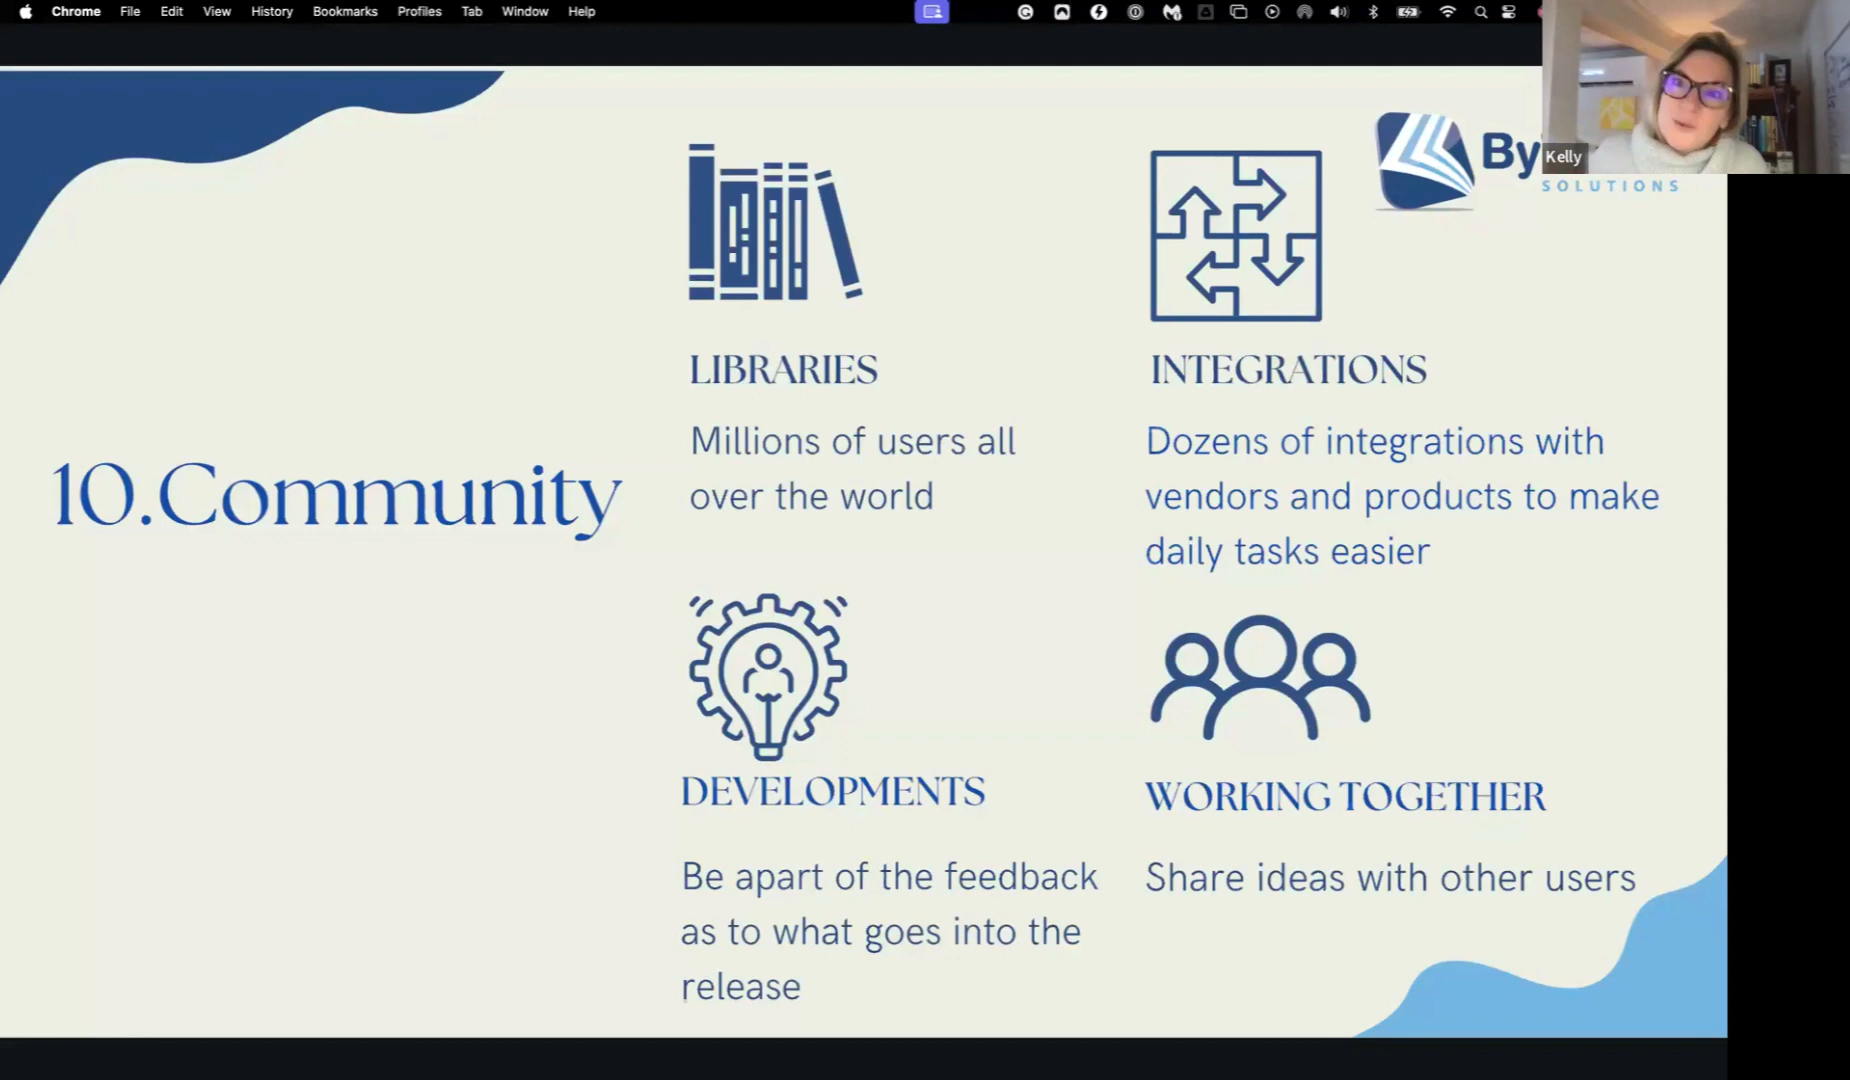 Chrome File Edit View History Bookmarks Profiles Tab Window Help
By
Kelly
SOLUTIONS
10.Community
LIBRARIES
Millions of users all
over the world
INTEGRATIONS
Dozens of integrations with
vendors and products to make
daily tasks easier
DEVELOPMENTS
Be apart of the feedback
as to what goes into the
release
WORKING TOGETHER
Share ideas with other users